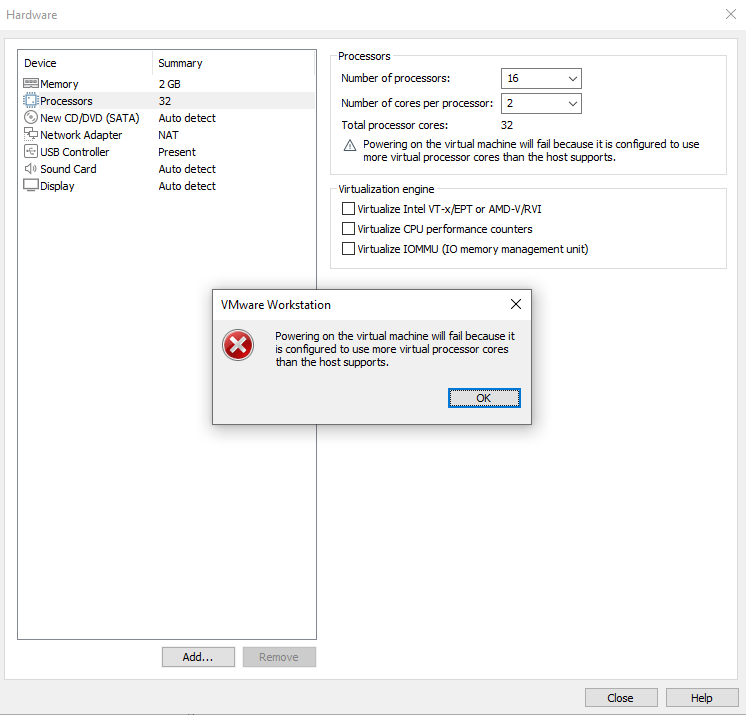 Hardware
Device Summary
Memory 2 GB
Processors 32
New CD/DVD (SATA) Auto detect
Network Adapter NAT
USB Controller Present
Sound Card Auto detect
Display Auto detect
Add...
Remove
Processors
Number of processors: 16
Number of cores per processor: 2
Total processor cores: 32
Powering on the virtual machine will fail because it is configured to use
more virtual processor cores than the host supports.
Virtualization engine
Virtualize Intel VT-x/EPT or AMD-V/RVI
Virtualize CPU performance counters
Virtualize IOMMU (IO memory management unit)
VMware Workstation
Powering on the virtual machine will fail because it
is configured to use more virtual processor cores
than the host supports.
OK
Close
Help